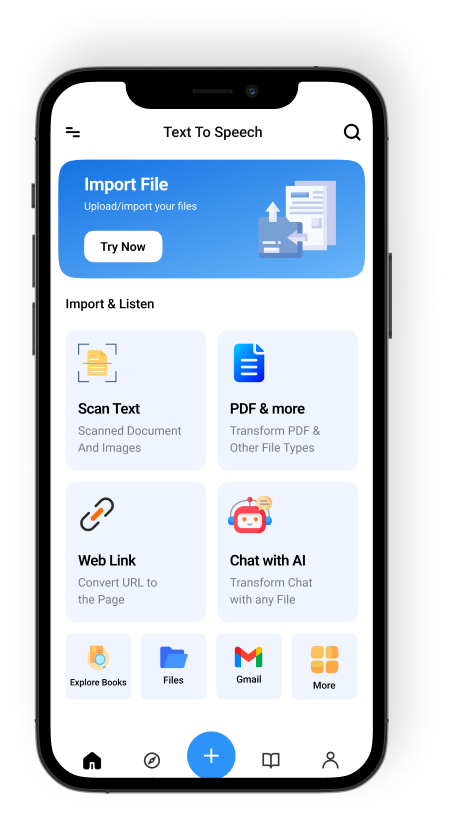 Text To Speech
Import File
Upload/import your files
Try Now
Import & Listen
Scan Text
Scanned Document
And Images
PDF & more
Transform PDF &
Other File Types
Web Link
Convert URL to
the Page
Chat with AI
Transform Chat
with any File
Explore Books
Files
Gmail
More